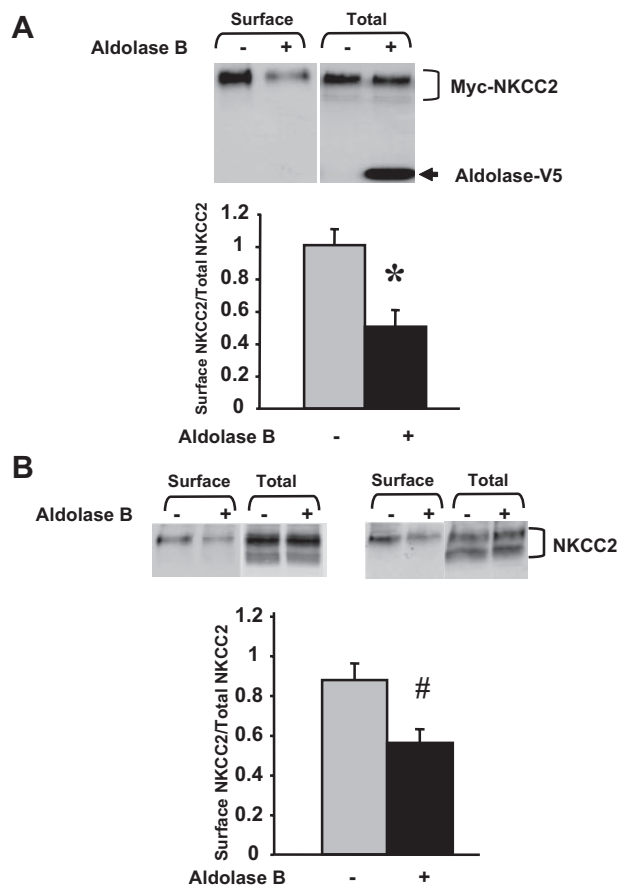 A
Surface Total
Aldolase B - + - +
Myc-NKCC2
Aldolase-V5
Surface NKCC2/Total NKCC2
1.2
1
0.8
0.6
0.4
0.2
0
*
Aldolase B - +
B
Surface Total Surface Total
Aldolase B - + - + - + - +
NKCC2
Surface NKCC2/Total NKCC2
1.2
1
0.8
0.6
0.4
0.2
0
#
Aldolase B - +